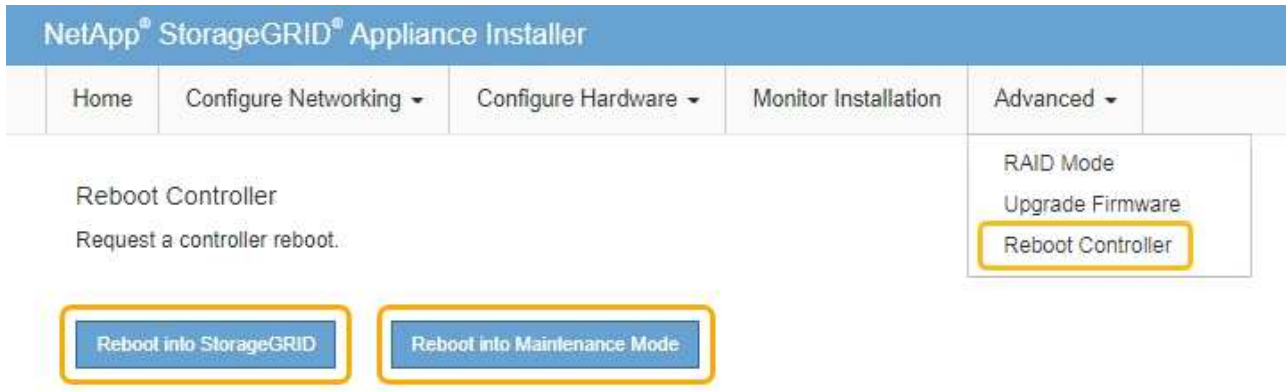 NetApp® StorageGRID® Appliance Installer
Home Configure Networking Configure Hardware Monitor Installation Advanced
RAID Mode
Upgrade Firmware
Reboot Controller
Reboot Controller
Request a controller reboot.
Reboot into StorageGRID Reboot into Maintenance Mode